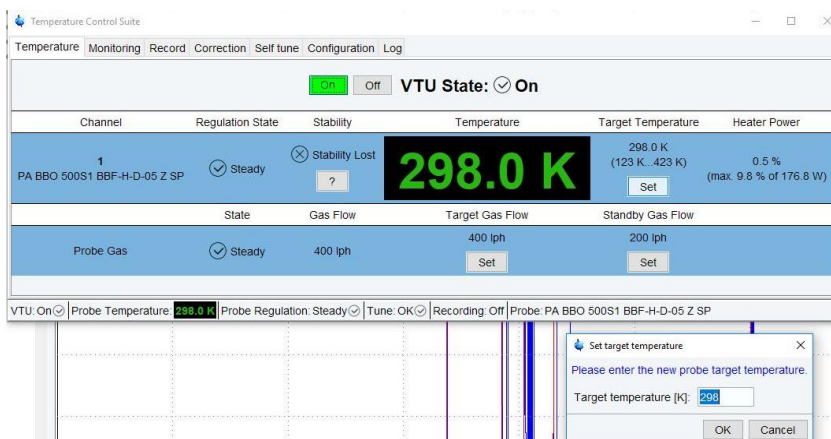 Temperature Control Suite
Temperature Monitoring Record Correction Self tune Configuration Log
On Off VTU State: On
Channel Regulation State Stability Temperature Target Temperature Heater Power
1
PA BBO 500S1 BBF-H-D-05 Z SP
Steady
Stability Lost
?
298.0 K
298.0 K
(123 K...423 K)
Set
0.5 %
(max. 9.8 % of 176.8 W)
State Gas Flow Target Gas Flow Standby Gas Flow
Probe Gas
Steady
400 lph
400 lph
Set
200 lph
Set
VTU: On Probe Temperature: 298.0 K Probe Regulation: Steady Tune: OK Recording: Off Probe: PA BBO 500S1 BBF-H-D-05 Z SP
Set target temperature
Please enter the new probe target temperature.
Target temperature [K]: 298
OK Cancel